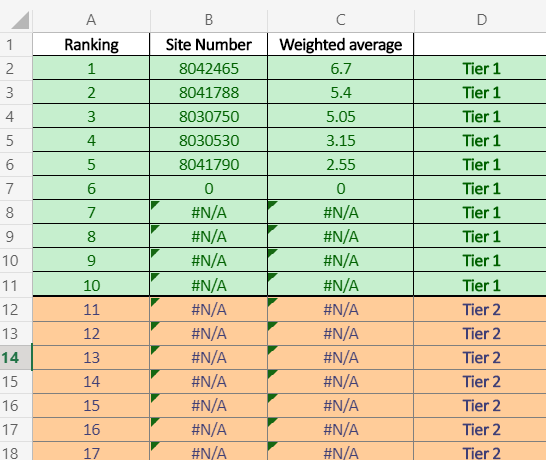 A B C D
1 Ranking Site Number Weighted average
2 1 8042465 6.7 Tier 1
3 2 8041788 5.4 Tier 1
4 3 8030750 5.05 Tier 1
5 4 8030530 3.15 Tier 1
6 5 8041790 2.55 Tier 1
7 6 0 0 Tier 1
8 7 #N/A #N/A Tier 1
9 8 #N/A #N/A Tier 1
10 9 #N/A #N/A Tier 1
11 10 #N/A #N/A Tier 1
12 11 #N/A #N/A Tier 2
13 12 #N/A #N/A Tier 2
14 13 #N/A #N/A Tier 2
15 14 #N/A #N/A Tier 2
16 15 #N/A #N/A Tier 2
17 16 #N/A #N/A Tier 2
18 17 #N/A #N/A Tier 2